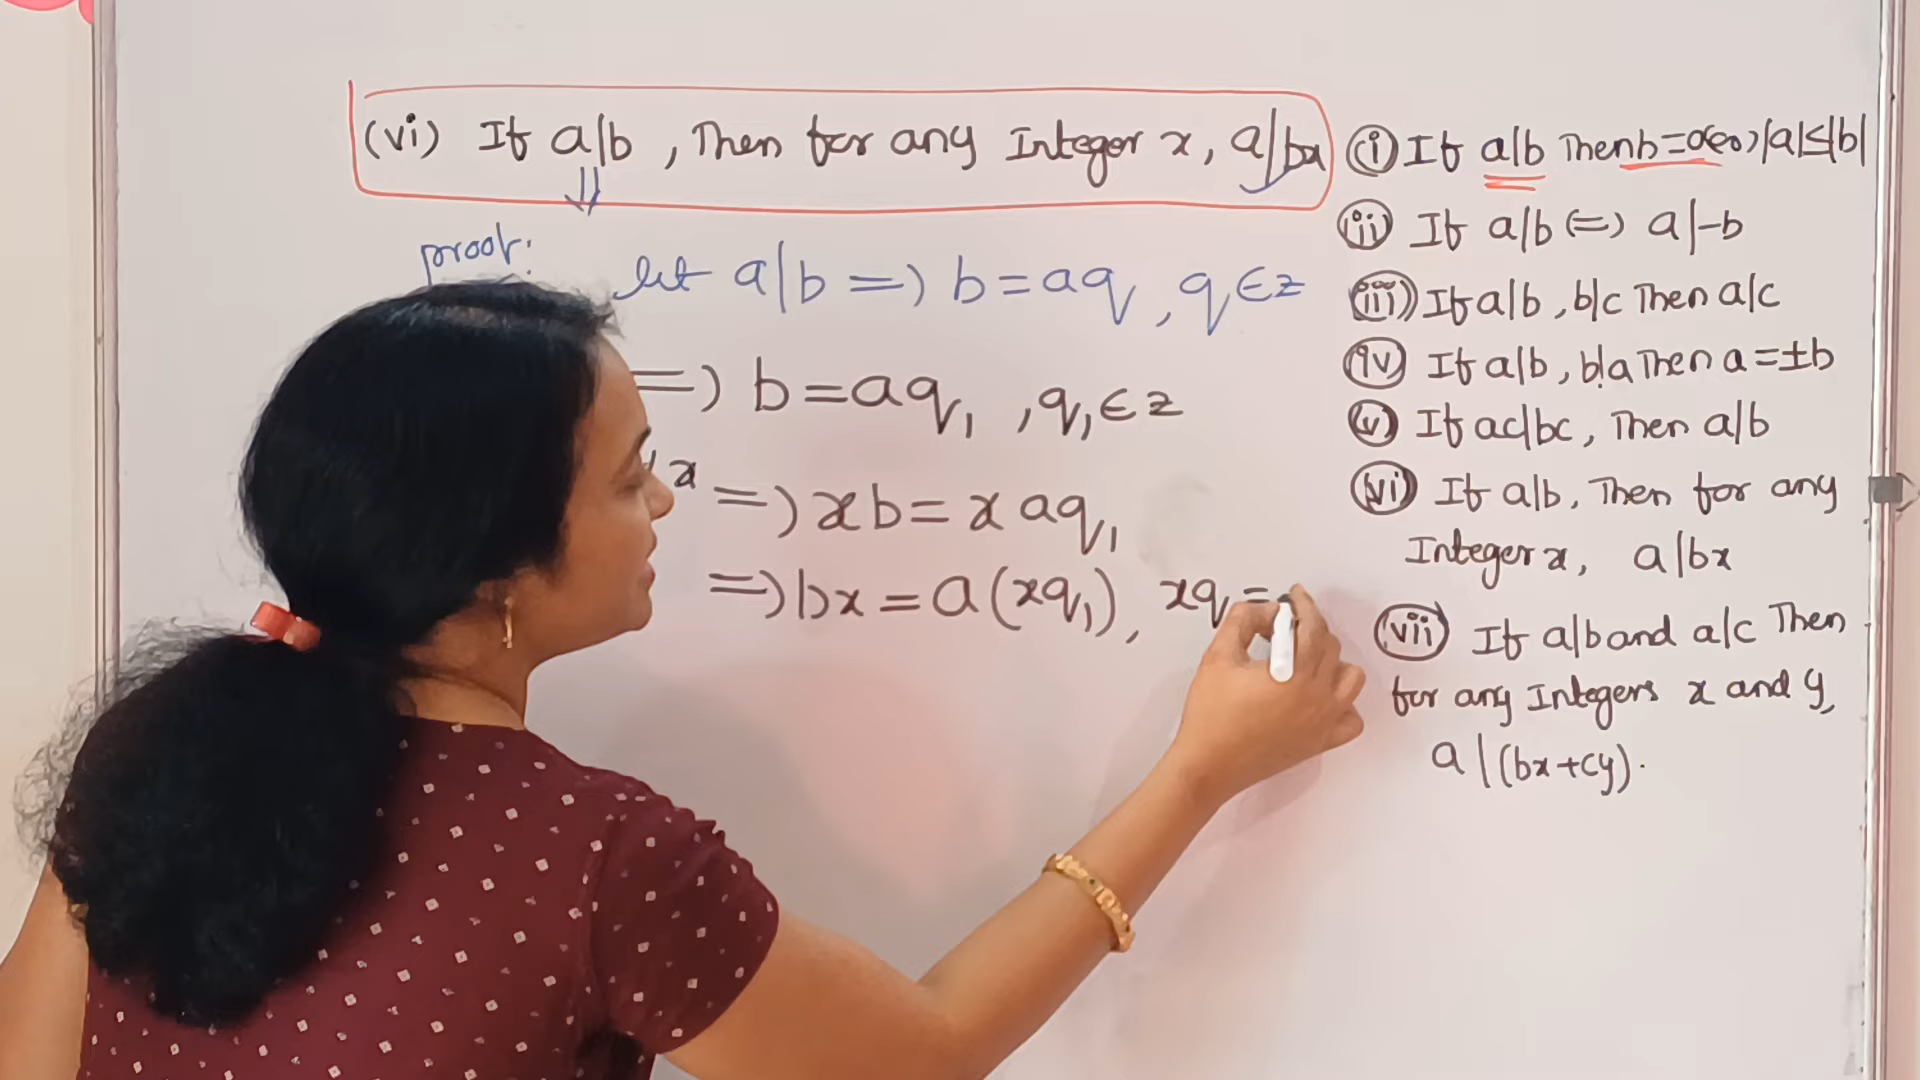 (vi) If a|b , Then for any Integer x, a|bx
⇓
proof:
let a|b => b=aq , q∈z
=> b=aq₁ , q₁∈z
x => xb = x aq₁
=> bx = a(xq₁), xq =
(i) If a|b Then b=0 (or) |a|≤|b|
(ii) If a|b <=> a|-b
(iii) If a|b , b|c Then a|c
(iv) If a|b , b|a Then a=±b
(v) If ac|bc , Then a|b
(vi) If a|b, Then for any
Integer x, a|bx
(vii) If a|b and a|c Then
for any Integers x and y,
a|(bx+cy).